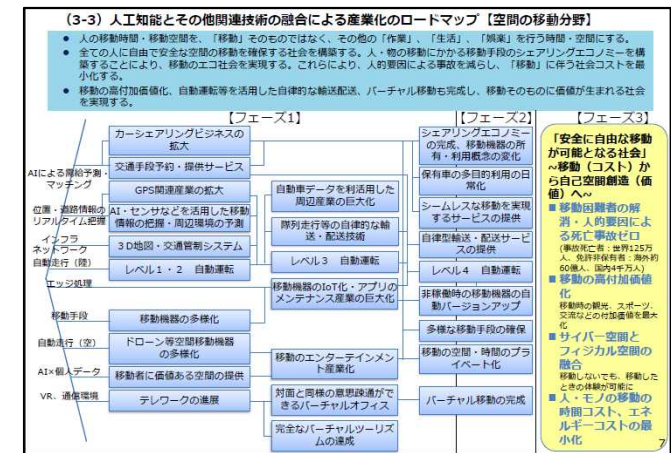 (3-3) 人工知能とその他関連技術の融合による産業化のロードマップ【空間の移動分野】
● 人の移動時間・移動空間を、「移動」そのものではなく、その他の「作業」、「生活」、「娯楽」を行う時間・空間にする。
● 全ての人に自由で安全な空間の移動を確保する社会を構築する。人・物の移動にかかる移動手段のシェアリングエコノミーを構
築することにより、移動のエコ社会を実現する。これらにより、人的要因による事故を減らし、「移動」に伴う社会コストを最
小化する。
● 移動の高付加価値化、自動運転等を活用した自律的な輸送配送、バーチャル移動も完成し、移動そのものに価値が生まれる社会
を実現する。
【フェーズ1】
【フェーズ2】
【フェーズ3】
AIによる需給予測・
マッチング
位置・道路情報の
リアルタイム把握
インフラ
ネットワーク
自動走行(陸)
エッジ処理
移動手段
自動走行(空)
AI×個人データ
VR、通信環境
カーシェアリングビジネスの
拡大
交通手段予約・提供サービス
GPS関連産業の拡大
AI・センサなどを活用した移動
情報の把握・周辺環境の予測
3D地図・交通管制システム
レベル1・2 自動運転
移動機器の多様化
ドローン等空間移動機器
の多様化
移動者に価値ある空間の提供
テレワークの進展
自動車データを利活用した
周辺産業の巨大化
隊列走行等の自律的な輸
送・配送技術
レベル3 自動運転
移動機器のIoT化・アプリの
メンテナンス産業の巨大化
移動のエンターテインメン
ト産業化
対面と同様の意思疎通がで
きるバーチャルオフィス
完全なバーチャルツーリズ
ムの達成
シェアリングエコノミー
の完成、移動機器の所
有・利用概念の変化
保有車の多目的利用の日
常化
シームレスな移動を実
現するサービスの提供
自律型輸送・配送サービ
スの提供
レベル4 自動運転
非稼働時の移動機器の自
動バージョンアップ
多様な移動手段の確保
移動の空間・時間のプラ
イベート化
バーチャル移動の完成
「安全に自由な移動
が可能となる社会」
~移動(コスト)か
ら自己空間創造(価
値)へ~
■ 移動困難者の解
消・人的要因によ
る死亡事故ゼロ
(事故死亡者:世界125万
人、免許非保有者:海外約
60億人、国内4千万人)
■ 移動の高付加価値
化
移動時の観光、スポーツ、
交流などの付加価値を最大
化
■ サイバー空間と
フィジカル空間の
融合
移動しないでも、移動した
ときの体験が可能に
■ 人・モノの移動の
時間コスト、エネ
ルギーコストの最
小化
7